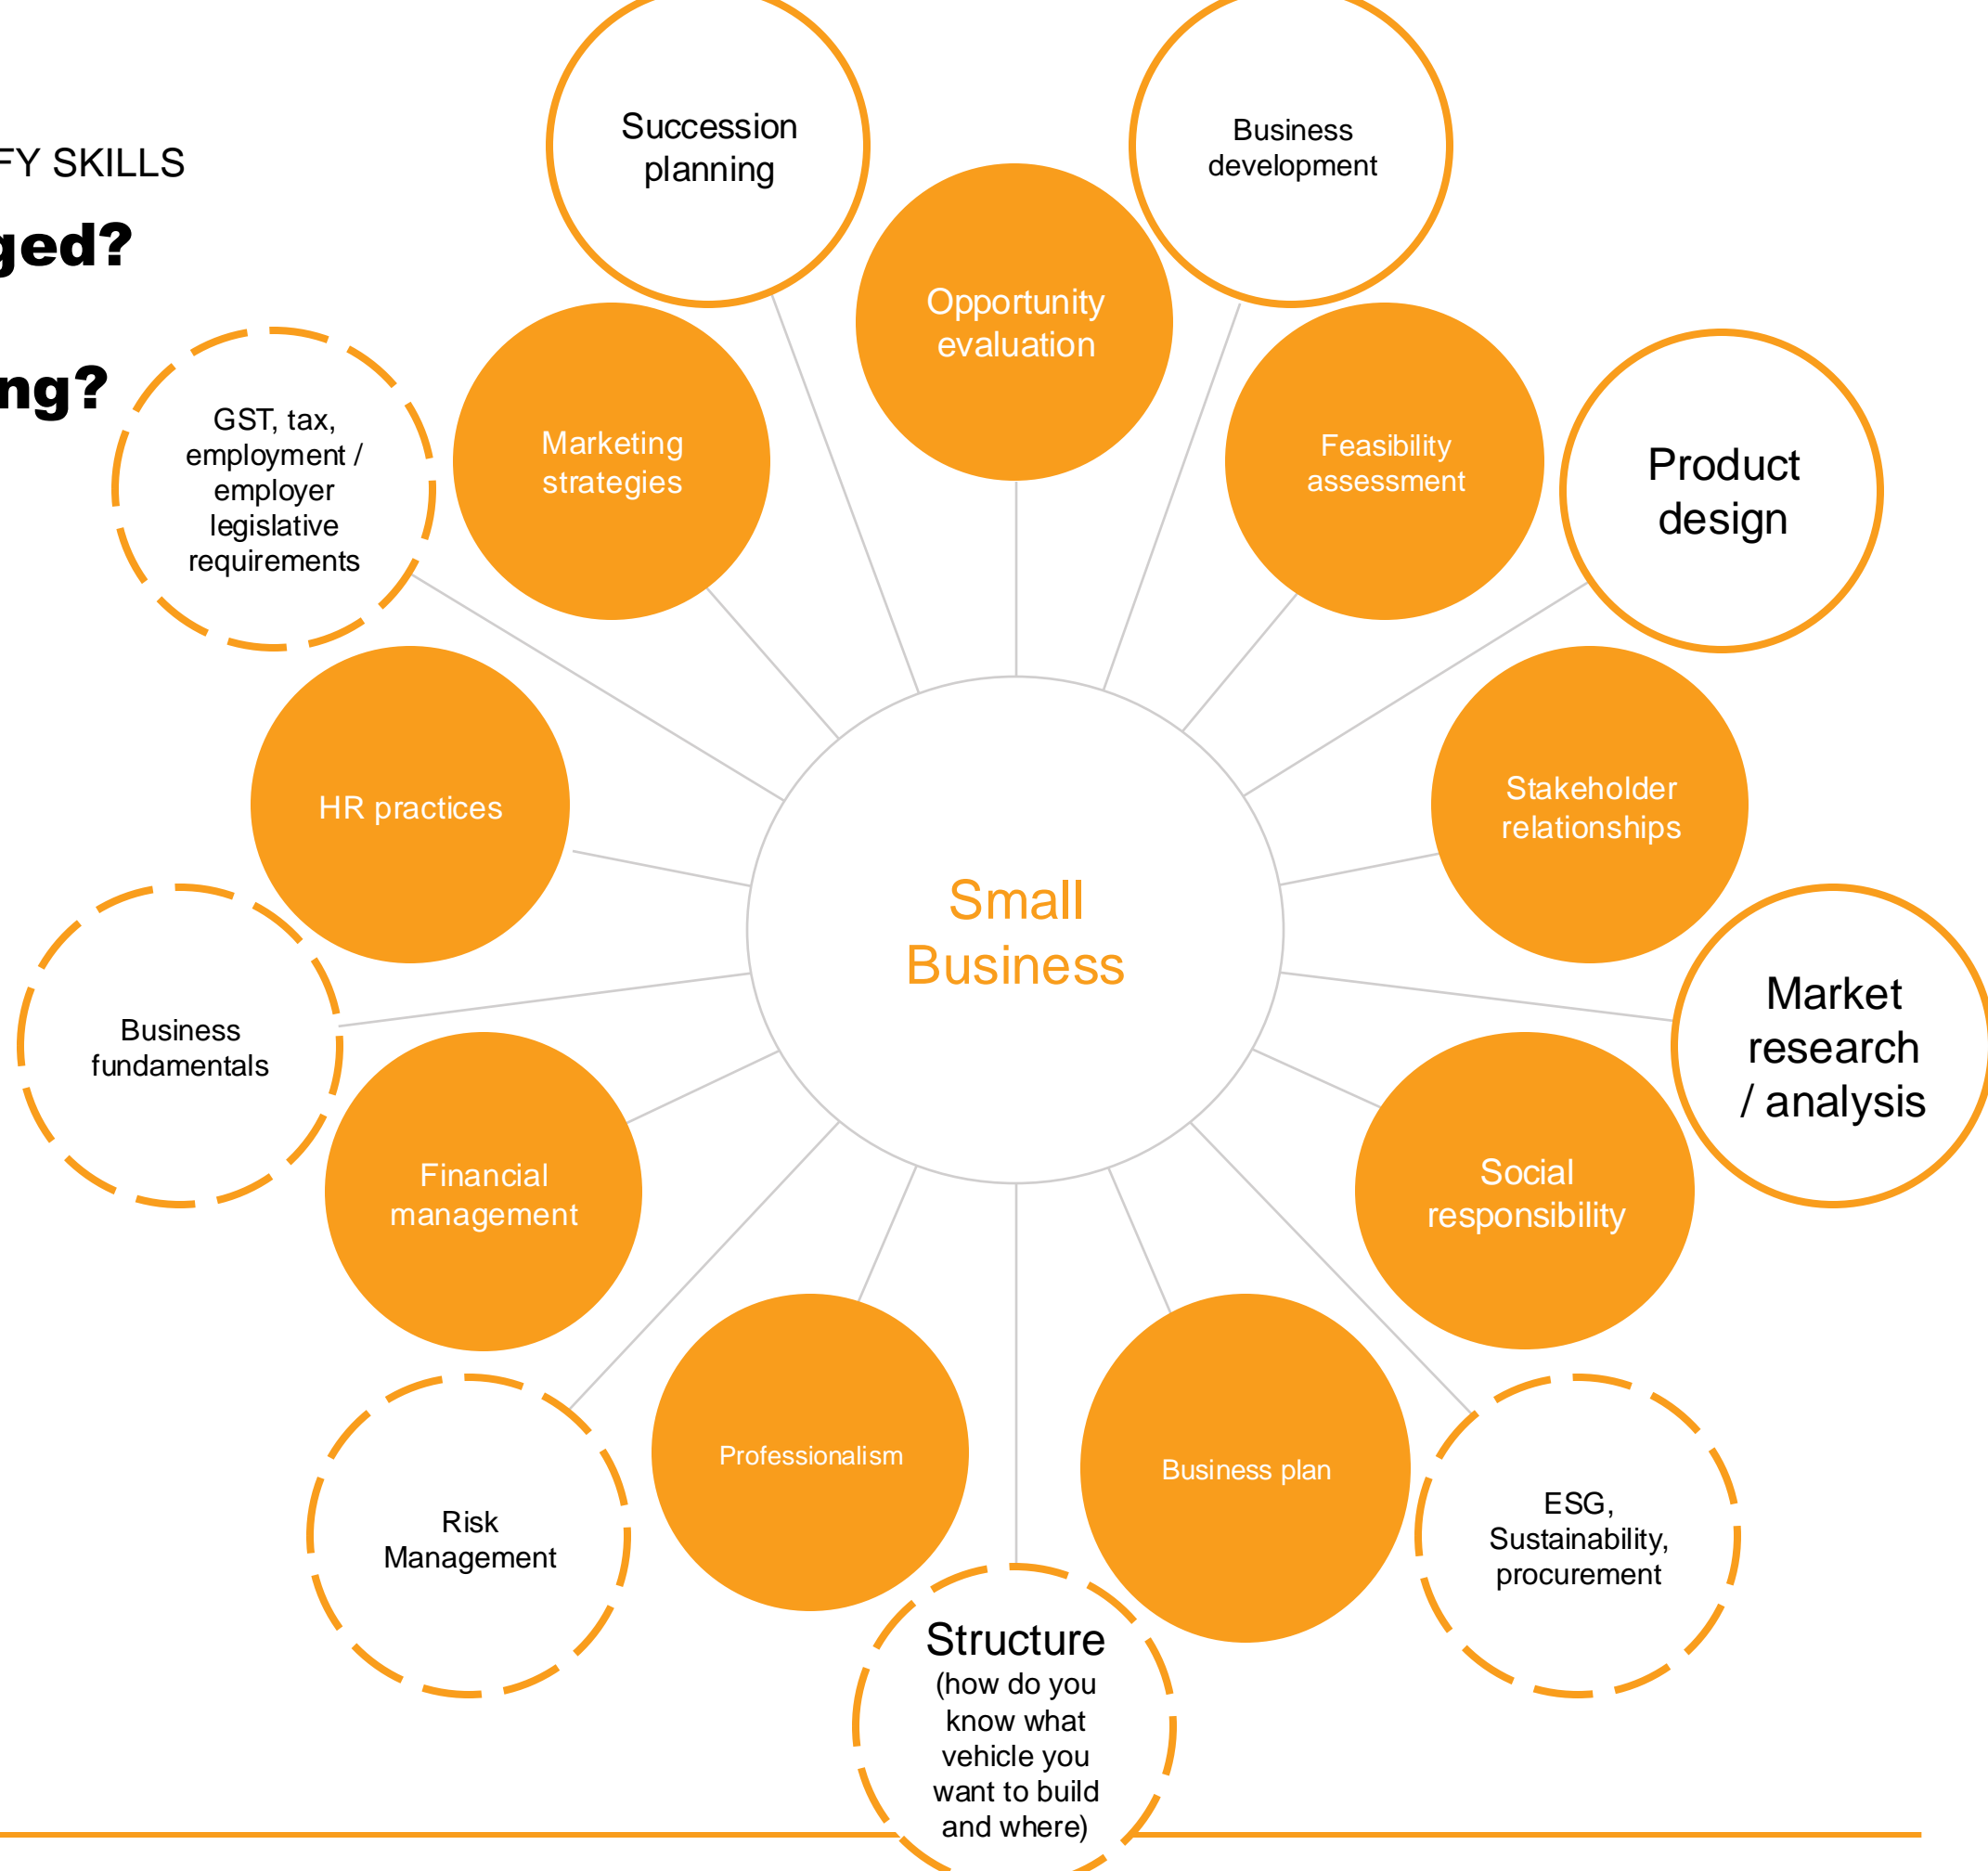 FY SKILLS
ged?
ng?
Succession
planning
Business
development
Opportunity
evaluation
GST, tax,
employment /
employer
legislative
requirements
Marketing
strategies
Feasibility
assessment
Product
design
HR practices
Stakeholder
relationships
Small
Business
Business
fundamentals
Market
research
/ analysis
Financial
management
Social
responsibility
Professionalism
Business plan
Risk
Management
ESG,
Sustainability,
procurement
Structure
(how do you
know what
vehicle you
want to build
and where)